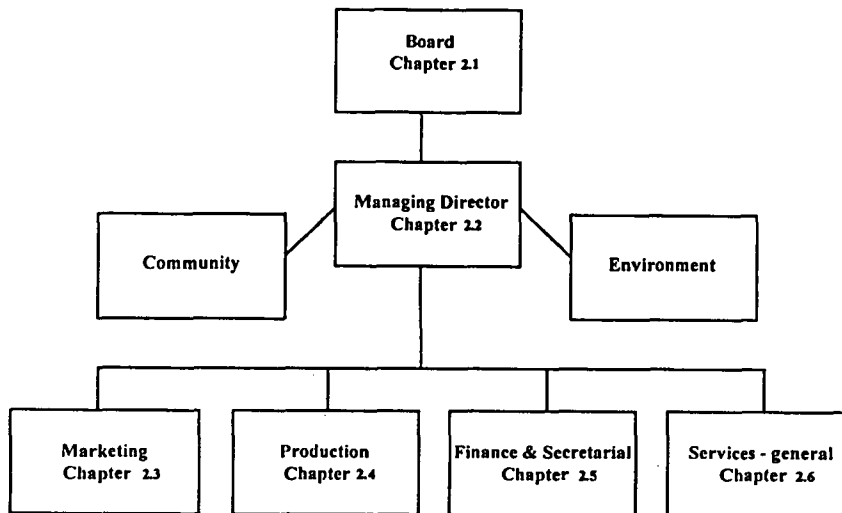 Board
Chapter 2.1
Managing Director
Chapter 2.2
Community
Environment
Marketing
Chapter 2.3
Production
Chapter 2.4
Finance & Secretarial
Chapter 2.5
Services - general
Chapter 2.6